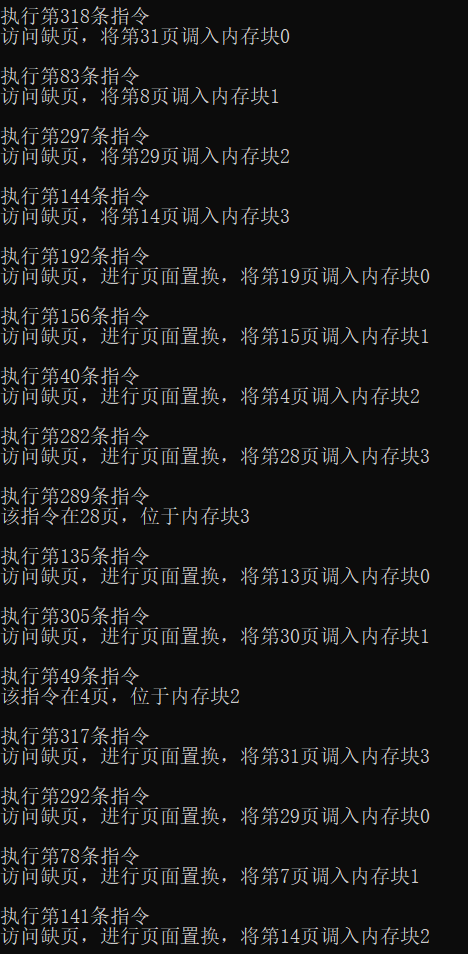 执行第318条指令
访问缺页，将第31页调入内存块0
执行第83条指令
访问缺页，将第8页调入内存块1
执行第297条指令
访问缺页，将第29页调入内存块2
执行第144条指令
访问缺页，将第14页调入内存块3
执行第192条指令
访问缺页，进行页面置换，将第19页调入内存块0
执行第156条指令
访问缺页，进行页面置换，将第15页调入内存块1
执行第40条指令
访问缺页，进行页面置换，将第4页调入内存块2
执行第282条指令
访问缺页，进行页面置换，将第28页调入内存块3
执行第289条指令
该指令在28页，位于内存块3
执行第135条指令
访问缺页，进行页面置换，将第13页调入内存块0
执行第305条指令
访问缺页，进行页面置换，将第30页调入内存块1
执行第49条指令
该指令在4页，位于内存块2
执行第317条指令
访问缺页，进行页面置换，将第31页调入内存块3
执行第292条指令
访问缺页，进行页面置换，将第29页调入内存块0
执行第78条指令
访问缺页，进行页面置换，将第7页调入内存块1
执行第141条指令
访问缺页，进行页面置换，将第14页调入内存块2